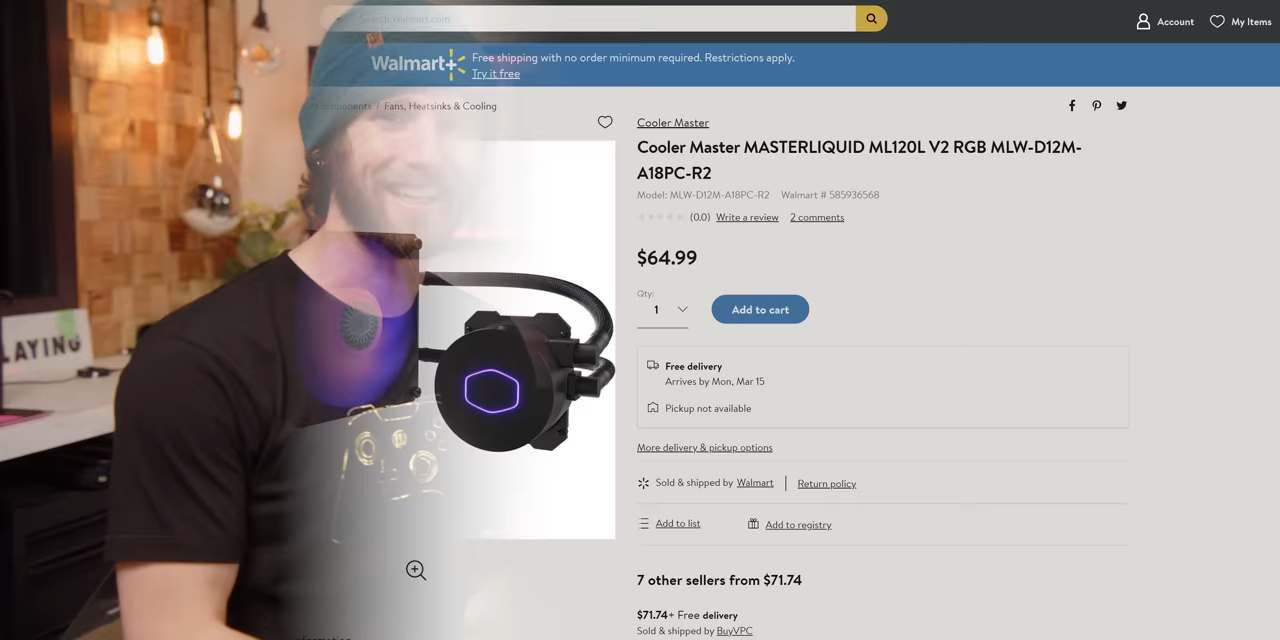 Search Walmart.com
Account
My Items
Walmart+
Free shipping with no order minimum required. Restrictions apply.
Try it free
/ Fans, Heatsinks & Cooling
Cooler Master
Cooler Master MASTERLIQUID ML120L V2 RGB MLW-D12M-
A18PC-R2
Model: MLW-D12M-A18PC-R2 Walmart # 585936568
(0.0) Write a review 2 comments
$64.99
Qty:
1
Add to cart
Free delivery
Arrives by Mon, Mar 15
Pickup not available
More delivery & pickup options
Sold & shipped by Walmart
Return policy
Add to list
Add to registry
7 other sellers from $71.74
$71.74+ Free delivery
Sold & shipped by BuyVPC
LAYING